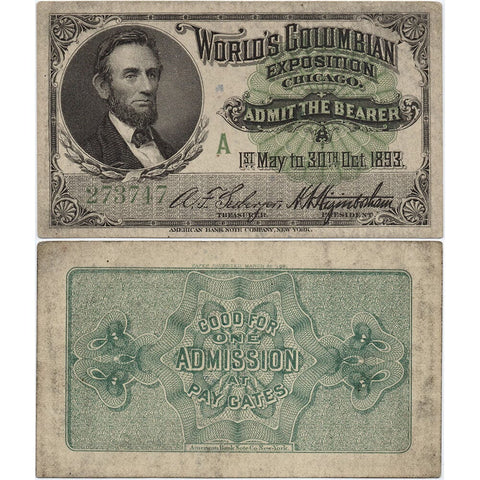 WORLD'S COLUMBIAN
EXPOSITION
CHICAGO.
ADMIT THE BEARER
A
1ST MAY TO 30TH OCT. 1893.
273747
TREASURER.
PRESIDENT
AMERICAN BANK NOTE COMPANY, NEW YORK.
GOOD FOR
ONE
ADMISSION
AT
PAY GATES
American Bank Note Co. New York.